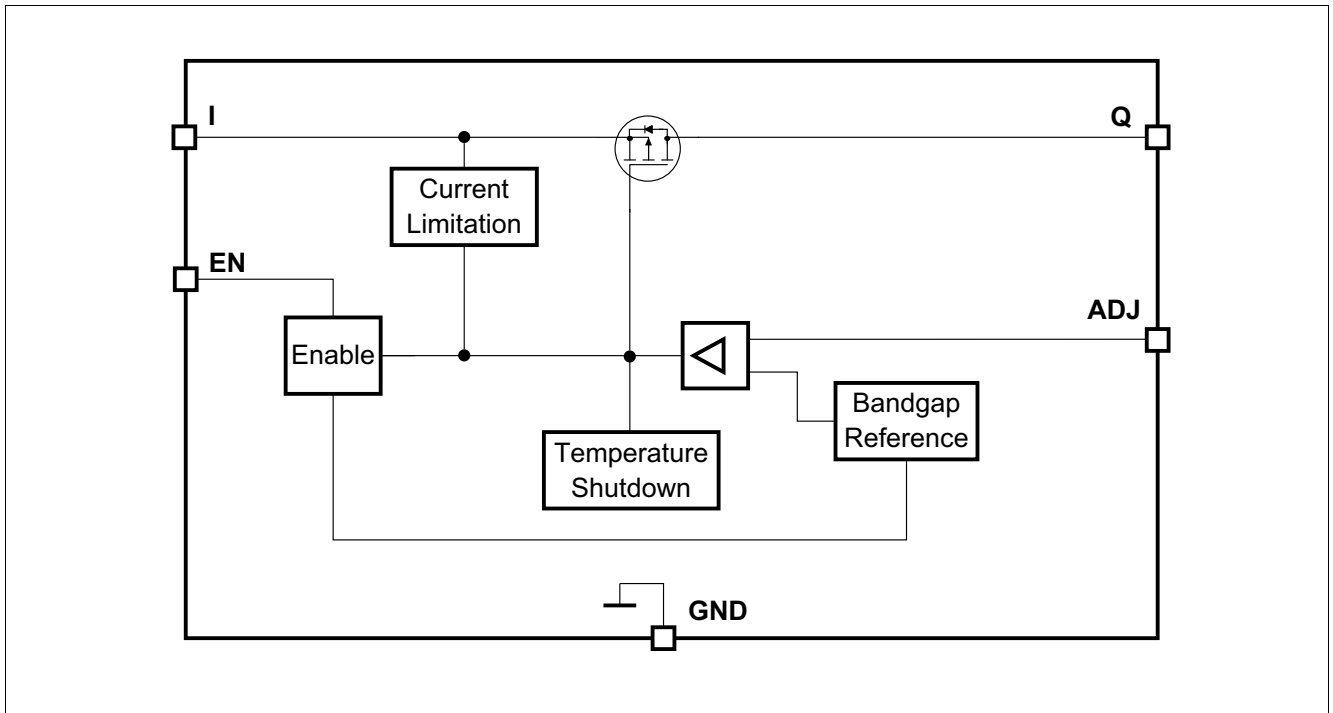 I
Q
Current
Limitation
EN
ADJ
Enable
Bandgap
Reference
Temperature
Shutdown
GND